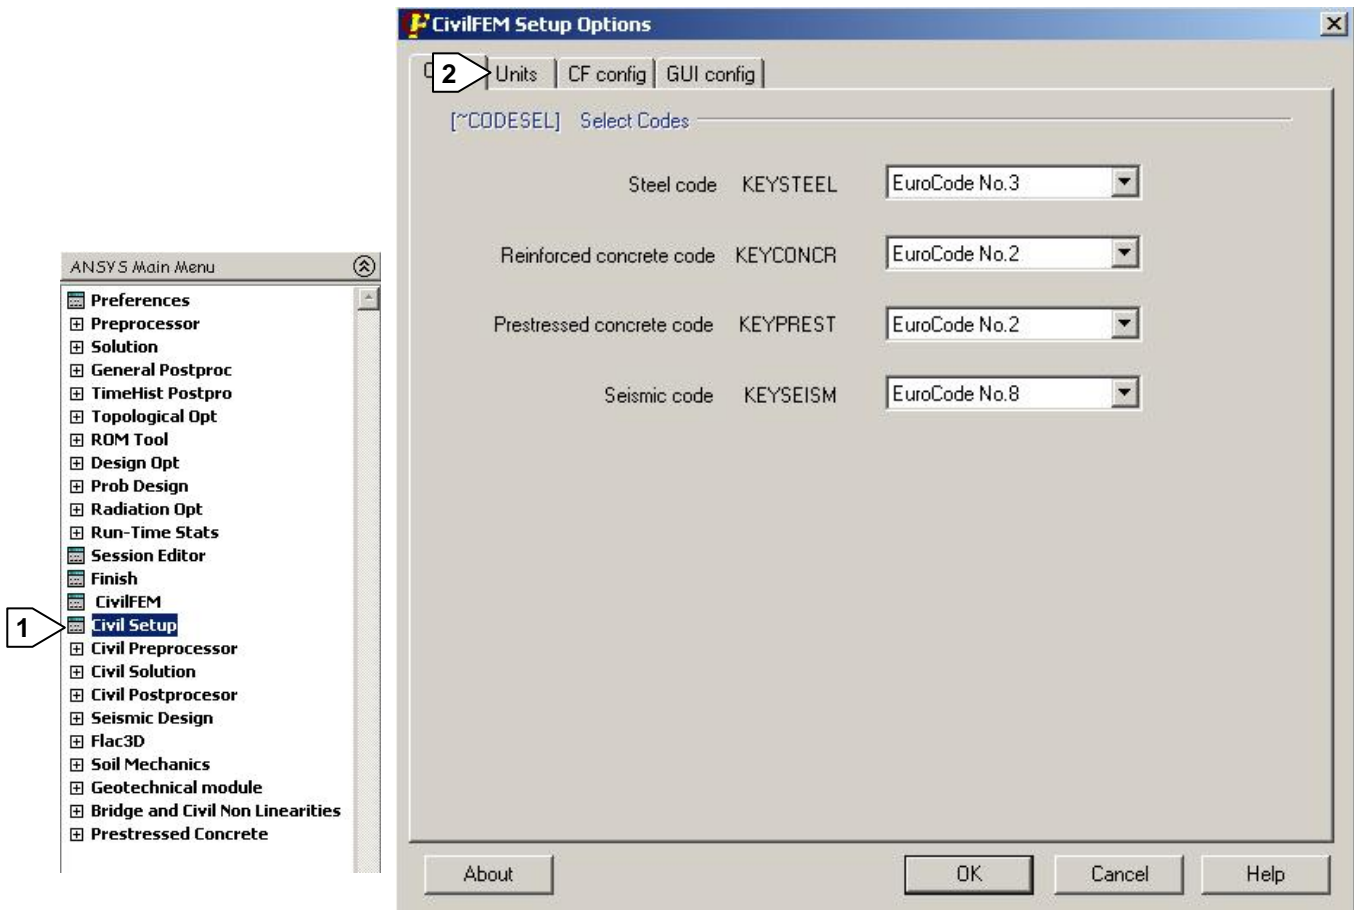 CivilFEM Setup Options
2
Units
CF config
GUI config
[~CODESEL] Select Codes
Steel code KEYSTEEL EuroCode No.3
Reinforced concrete code KEYCONCR EuroCode No.2
Prestressed concrete code KEYPREST EuroCode No.2
Seismic code KEYSEISM EuroCode No.8
About
OK
Cancel
Help
ANSYS Main Menu
Preferences
Preprocessor
Solution
General Postproc
TimeHist Postpro
Topological Opt
ROM Tool
Design Opt
Prob Design
Radiation Opt
Run-Time Stats
Session Editor
Finish
CivilFEM
1
Civil Setup
Civil Preprocessor
Civil Solution
Civil Postprocesor
Seismic Design
Flac3D
Soil Mechanics
Geotechnical module
Bridge and Civil Non Linearities
Prestressed Concrete